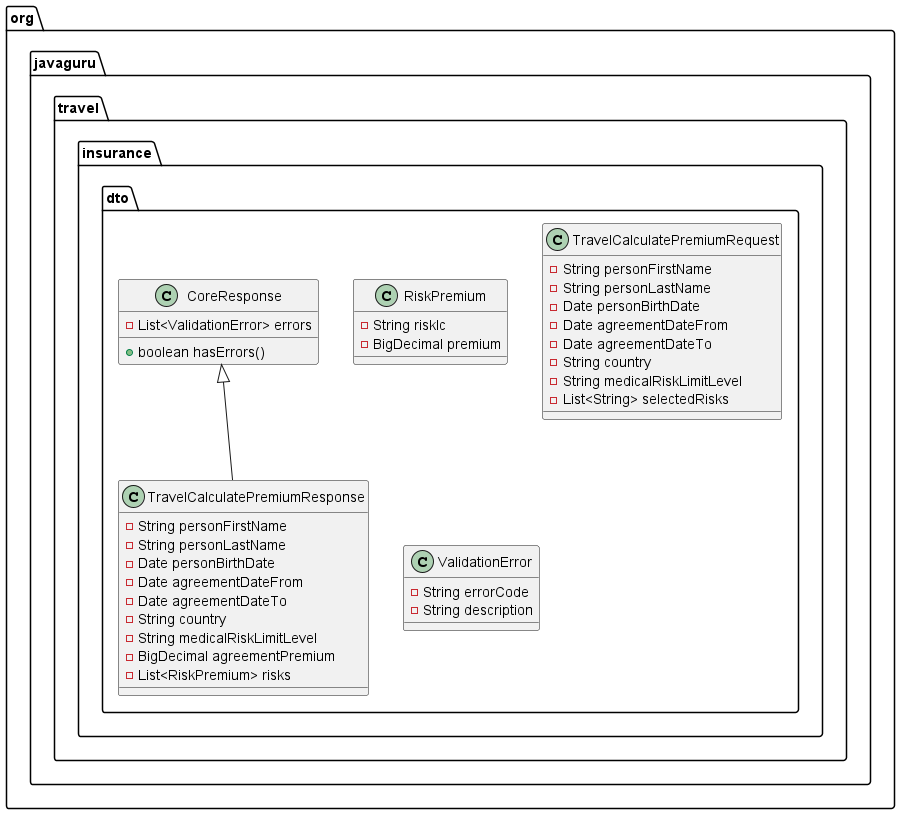 org
javaguru
travel
insurance
dto
C CoreResponse
List<ValidationError> errors
boolean hasErrors()
C RiskPremium
String riskIc
BigDecimal premium
C TravelCalculatePremiumRequest
String personFirstName
String personLastName
Date personBirthDate
Date agreementDateFrom
Date agreementDateTo
String country
String medicalRiskLimitLevel
List<String> selectedRisks
C TravelCalculatePremiumResponse
String personFirstName
String personLastName
Date personBirthDate
Date agreementDateFrom
Date agreementDateTo
String country
String medicalRiskLimitLevel
BigDecimal agreementPremium
List<RiskPremium> risks
C ValidationError
String errorCode
String description